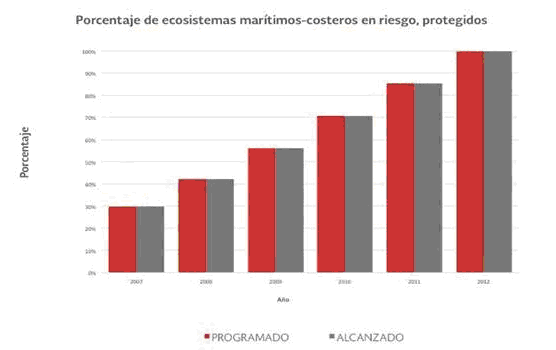 Porcentaje de ecosistemas marítimos-costeros en riesgo, protegidos
Porcentaje
100%
90%
80%
70%
60%
50%
40%
30%
20%
10%
0%
2007 2008 2009 2010 2011 2012
Año
PROGRAMADO ALCANZADO